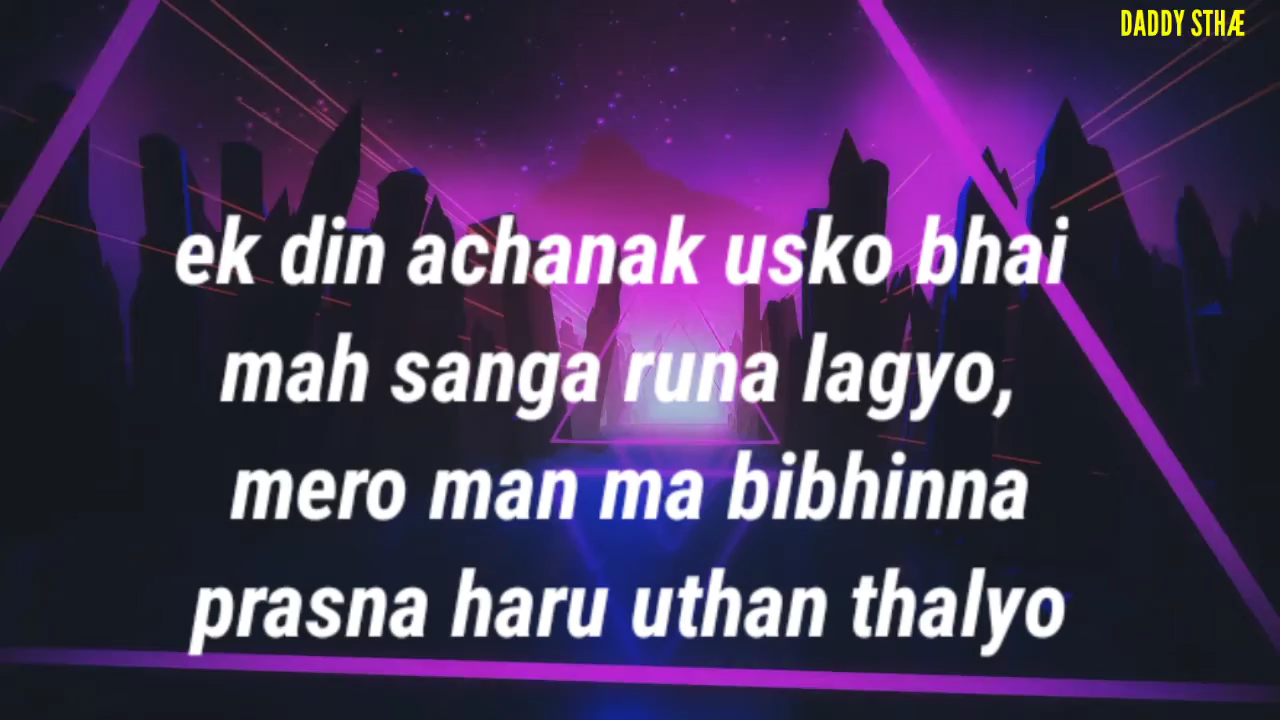 DADDY STHÆ
ek din achanak usko bhai
mah sanga runa lagyo,
mero man ma bibhinna
prasna haru uthan thalyo